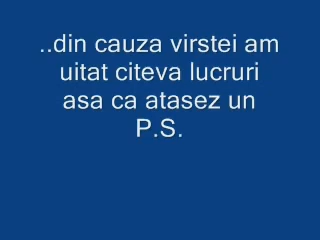 ..din cauza virstei am
uitat citeva lucruri
asa ca atasez un
P.S.